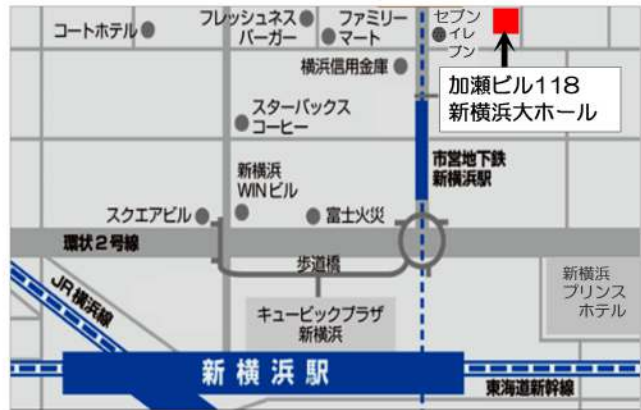 コートホテル
フレッシュネス
バーガー
ファミリー
マート
セブン
イレ
ブン
横浜信用金庫
加瀬ビル118
新横浜大ホール
スターバックス
コーヒー
市営地下鉄
新横浜駅
新横浜
WINビル
スクエアビル
富士火災
環状2号線
歩道橋
新横浜
プリンス
ホテル
JR横浜線
キュービックプラザ
新横浜
新横浜駅
東海道新幹線